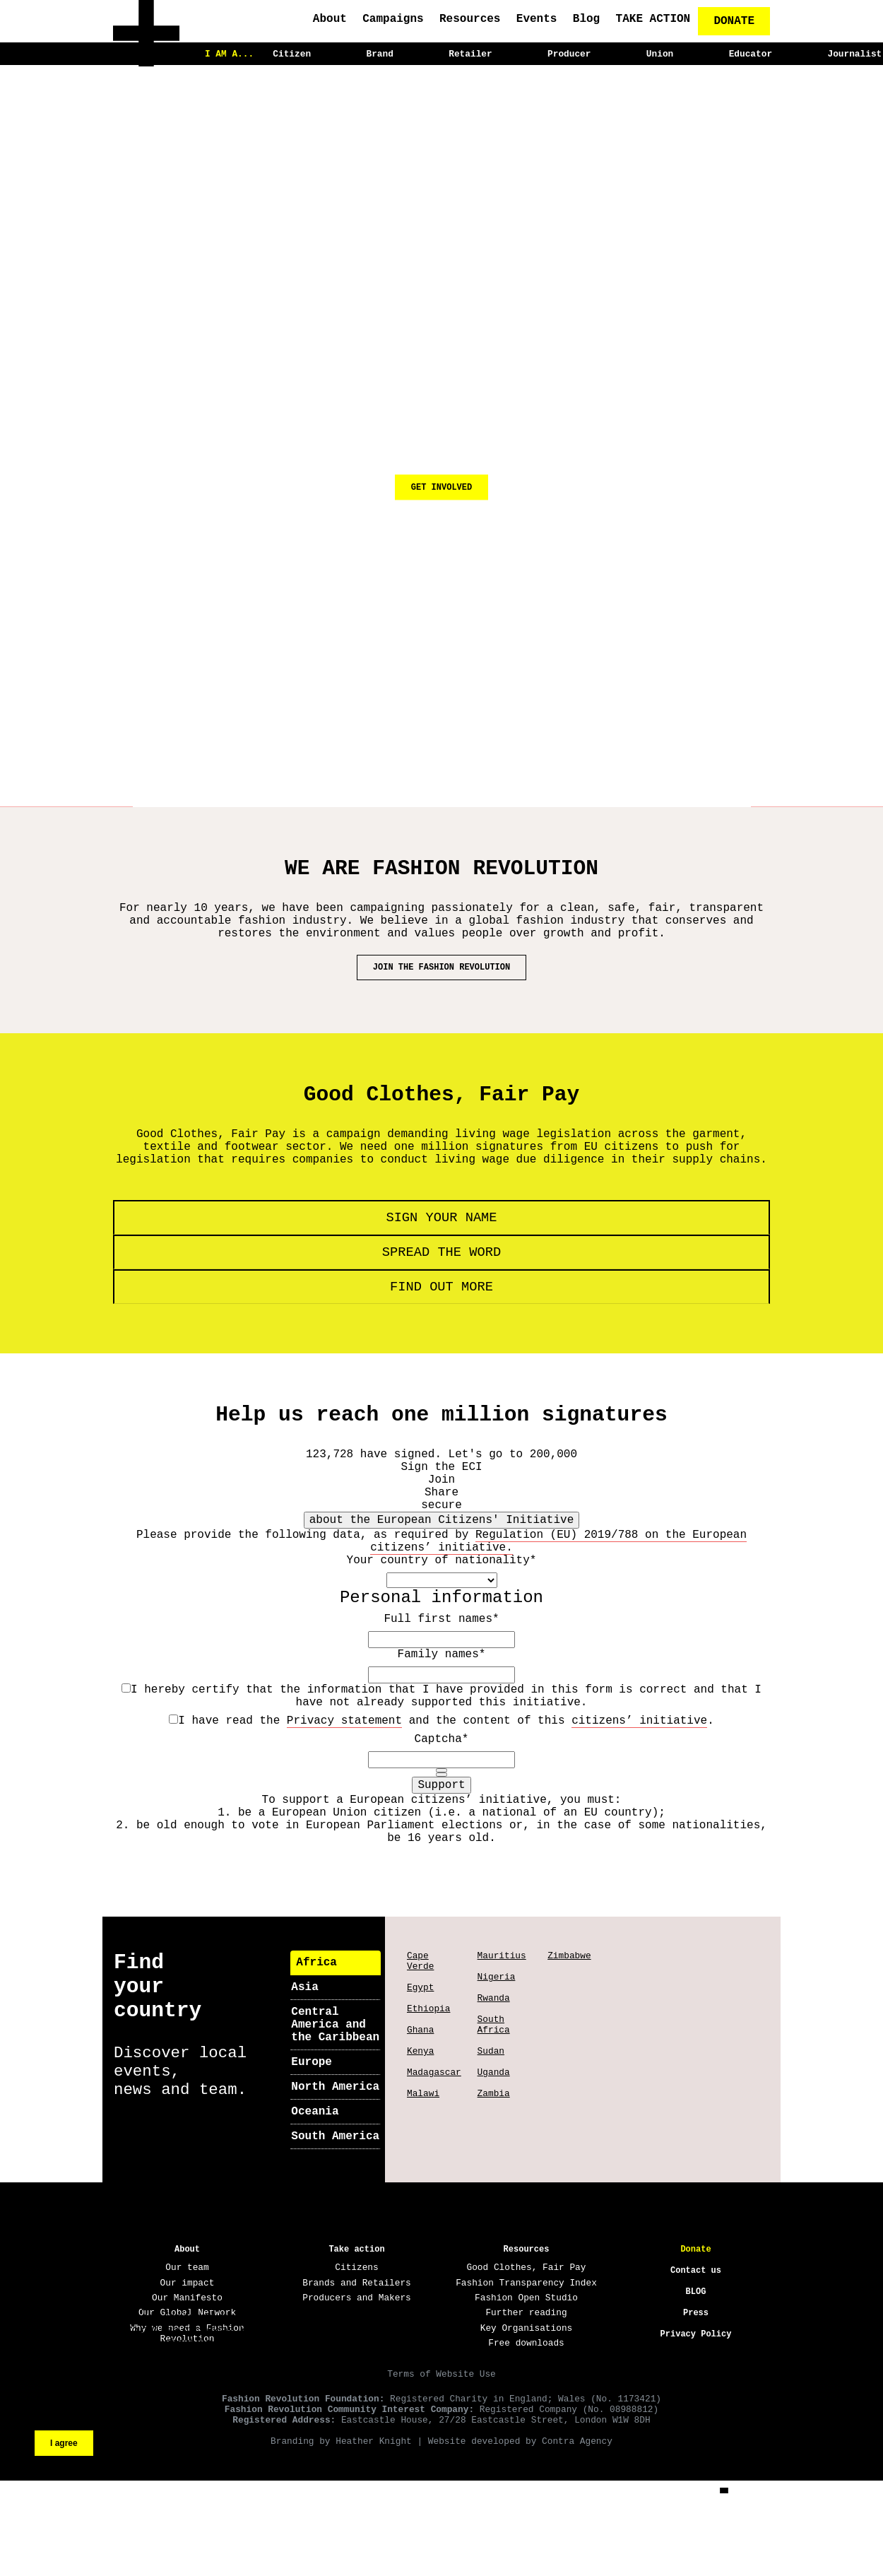 About Campaigns Resources Events Blog TAKE ACTION DONATE
I AM A... Citizen Brand Retailer Producer Union Educator Journalist
GET INVOLVED
WE ARE FASHION REVOLUTION
For nearly 10 years, we have been campaigning passionately for a clean, safe, fair, transparent
and accountable fashion industry. We believe in a global fashion industry that conserves and
restores the environment and values people over growth and profit.
JOIN THE FASHION REVOLUTION
Good Clothes, Fair Pay
Good Clothes, Fair Pay is a campaign demanding living wage legislation across the garment,
textile and footwear sector. We need one million signatures from EU citizens to push for
legislation that requires companies to conduct living wage due diligence in their supply chains.
SIGN YOUR NAME
SPREAD THE WORD
FIND OUT MORE
Help us reach one million signatures
123,728 have signed. Let's go to 200,000
Sign the ECI
Join
Share
secure
about the European Citizens' Initiative
Please provide the following data, as required by Regulation (EU) 2019/788 on the European
citizens’ initiative.
Your country of nationality*
Personal information
Full first names*
Family names*
I hereby certify that the information that I have provided in this form is correct and that I
have not already supported this initiative.
I have read the Privacy statement and the content of this citizens’ initiative.
Captcha*
Support
To support a European citizens’ initiative, you must:
1. be a European Union citizen (i.e. a national of an EU country);
2. be old enough to vote in European Parliament elections or, in the case of some nationalities,
be 16 years old.
Find
your
country
Discover local
events,
news and team.
Africa
Asia
Central
America and
the Caribbean
Europe
North America
Oceania
South America
Cape
Verde
Egypt
Ethiopia
Ghana
Kenya
Madagascar
Malawi
Mauritius
Nigeria
Rwanda
South
Africa
Sudan
Uganda
Zambia
Zimbabwe
About
Our team
Our impact
Our Manifesto
Our Global Network
Why we need a Fashion
Revolution
Take action
Citizens
Brands and Retailers
Producers and Makers
Resources
Good Clothes, Fair Pay
Fashion Transparency Index
Fashion Open Studio
Further reading
Key Organisations
Free downloads
Donate
Contact us
BLOG
Press
Privacy Policy
Terms of Website Use
Fashion Revolution Foundation: Registered Charity in England; Wales (No. 1173421)
Fashion Revolution Community Interest Company: Registered Company (No. 08988812)
Registered Address: Eastcastle House, 27/28 Eastcastle Street, London W1W 8DH
Branding by Heather Knight | Website developed by Contra Agency
I agree